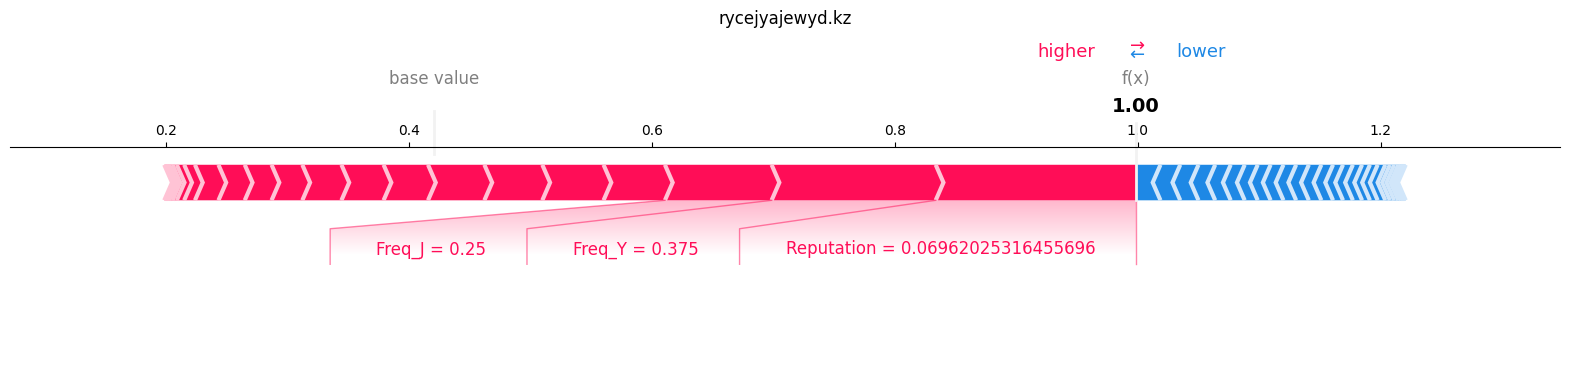 rycejyajewyd.kz
higher → ← lower
base value
f(x)
1.00
0.2 0.4 0.6 0.8 1.0 1.2
Freq_J = 0.25
Freq_Y = 0.375
Reputation = 0.06962025316455696